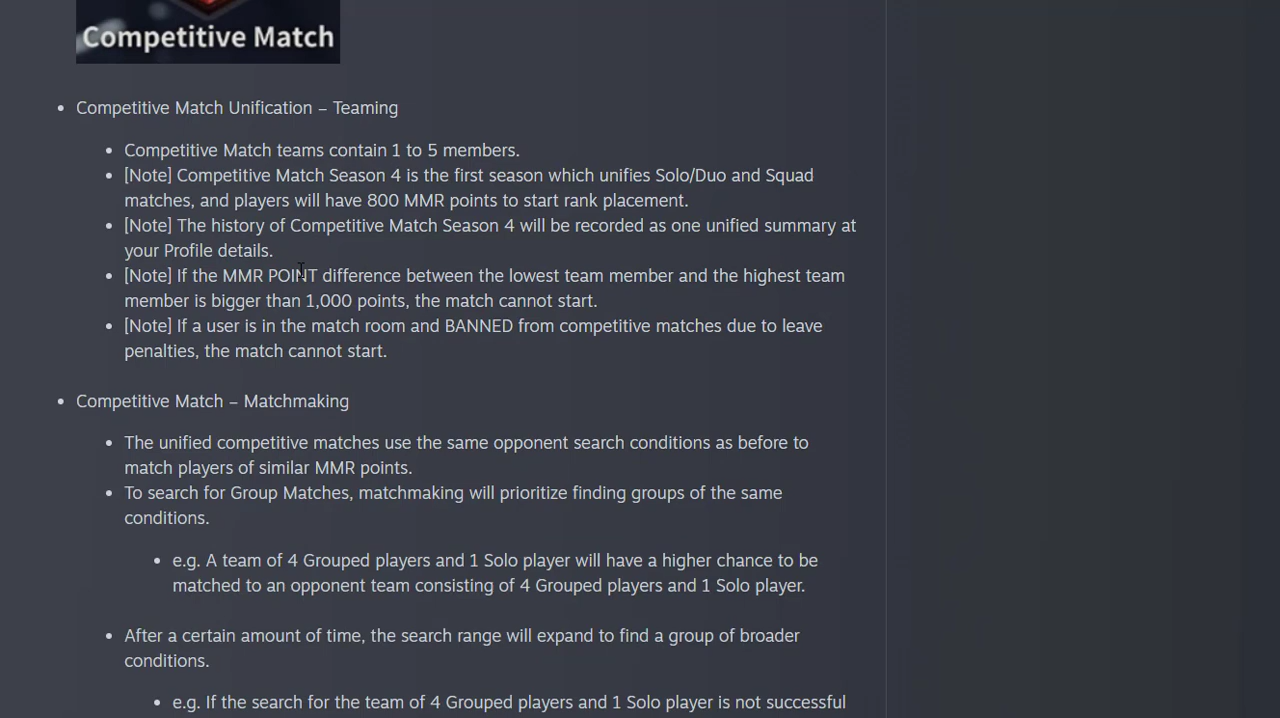 Competitive Match
• Competitive Match Unification – Teaming
• Competitive Match teams contain 1 to 5 members.
• [Note] Competitive Match Season 4 is the first season which unifies Solo/Duo and Squad
matches, and players will have 800 MMR points to start rank placement.
• [Note] The history of Competitive Match Season 4 will be recorded as one unified summary at
your Profile details.
• [Note] If the MMR POINT difference between the lowest team member and the highest team
member is bigger than 1,000 points, the match cannot start.
• [Note] If a user is in the match room and BANNED from competitive matches due to leave
penalties, the match cannot start.
• Competitive Match – Matchmaking
• The unified competitive matches use the same opponent search conditions as before to
match players of similar MMR points.
• To search for Group Matches, matchmaking will prioritize finding groups of the same
conditions.
• e.g. A team of 4 Grouped players and 1 Solo player will have a higher chance to be
matched to an opponent team consisting of 4 Grouped players and 1 Solo player.
• After a certain amount of time, the search range will expand to find a group of broader
conditions.
• e.g. If the search for the team of 4 Grouped players and 1 Solo player is not successful